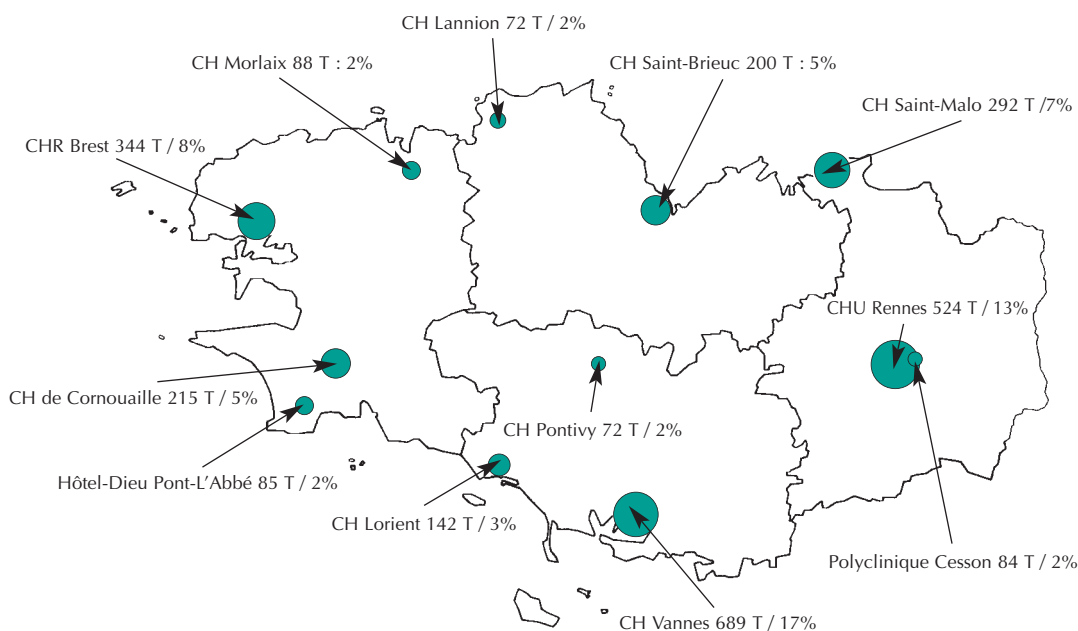 CH Lannion 72 T / 2%
CH Morlaix 88 T : 2%
CH Saint-Brieuc 200 T : 5%
CH Saint-Malo 292 T /7%
CHR Brest 344 T / 8%
CHU Rennes 524 T / 13%
CH de Cornouaille 215 T / 5%
CH Pontivy 72 T / 2%
Hôtel-Dieu Pont-L'Abbé 85 T / 2%
CH Lorient 142 T / 3%
Polyclinique Cesson 84 T / 2%
CH Vannes 689 T / 17%